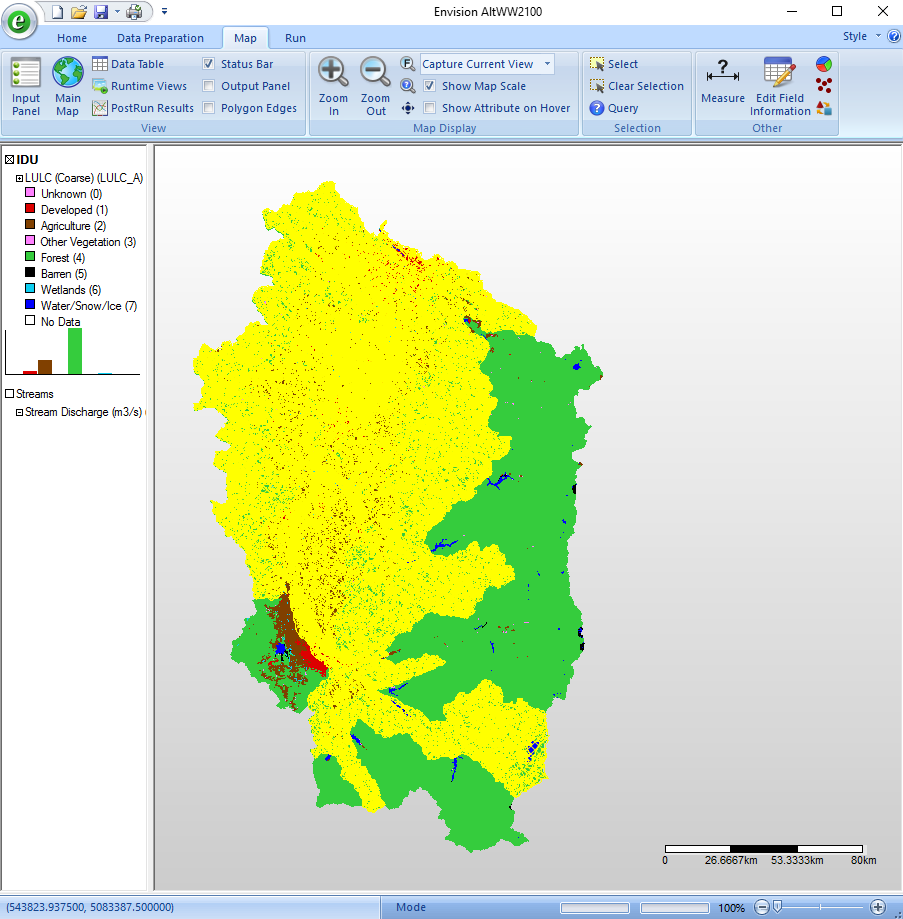 Envision AltWW2100
Home
Data Preparation
Map
Run
Style
Input Panel
Main Map
Data Table
Runtime Views
PostRun Results
Status Bar
Output Panel
Polygon Edges
View
Zoom In
Zoom Out
Capture Current View
Show Map Scale
Show Attribute on Hover
Map Display
Select
Clear Selection
Query
Selection
Measure
Edit Field Information
Other
IDU
LULC (Coarse) (LULC_A)
Unknown (0)
Developed (1)
Agriculture (2)
Other Vegetation (3)
Forest (4)
Barren (5)
Wetlands (6)
Water/Snow/Ice (7)
No Data
Streams
Stream Discharge (m3/s)
0 26.6667km 53.3333km 80km
(543823.937500, 5083387.500000)
Mode
100%